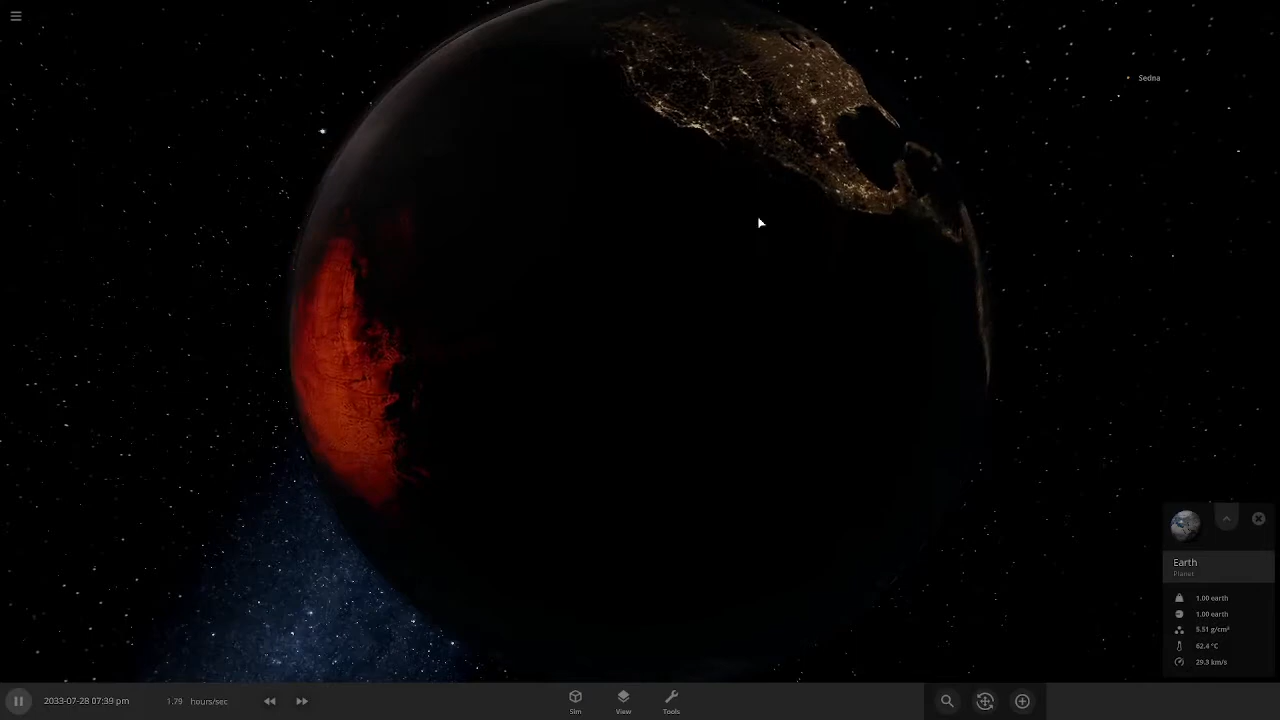 Sedna
Earth
Planet
1.00 earth
1.00 earth
5.51 g/cm³
62.4 °C
29.3 km/s
2033-07-28 07:39 pm
1.79 hours/sec
Sim
View
Tools